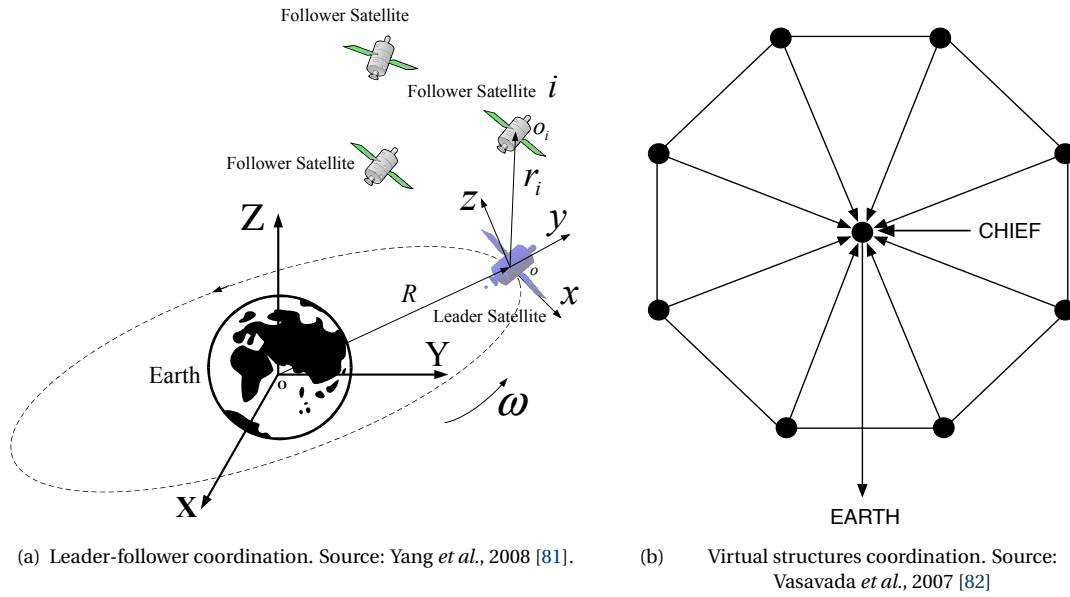 Follower Satellite
Follower Satellite i
o_i
Follower Satellite
r_i
z
y
Z
o
x
R
Leader Satellite
Y
Earth
o
ω
X
CHIEF
EARTH
(a) Leader-follower coordination. Source: Yang et al., 2008 [81].
(b) Virtual structures coordination. Source:
Vasavada et al., 2007 [82]